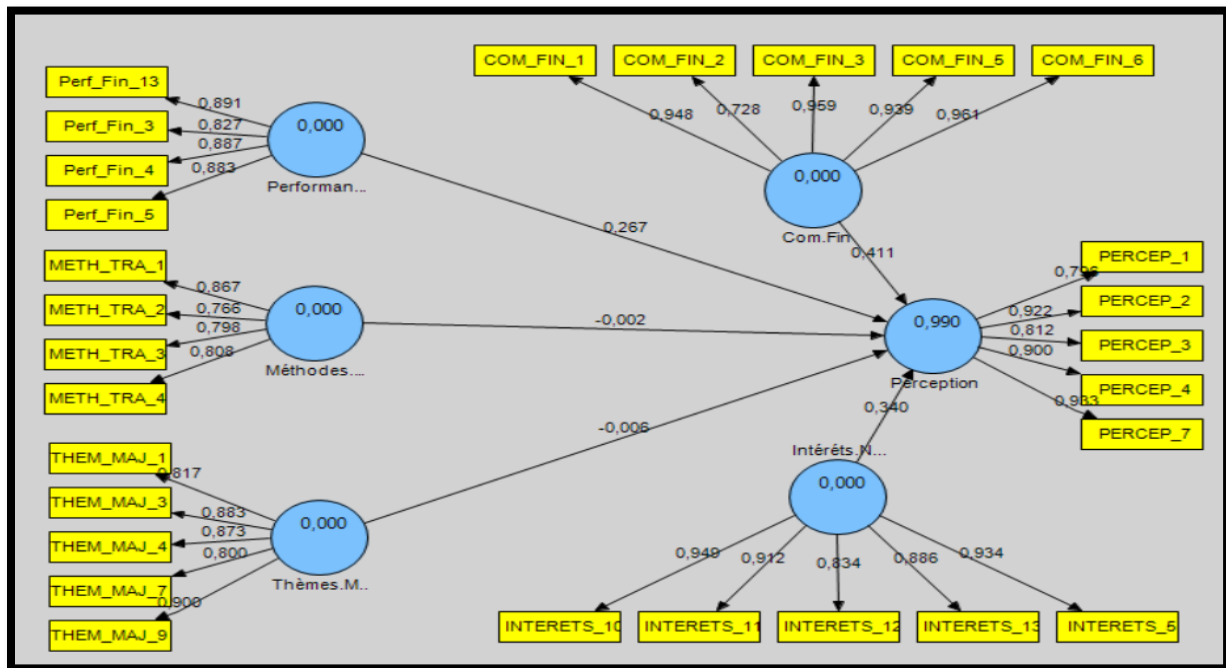 COM_FIN_1
COM_FIN_2
COM_FIN_3
COM_FIN_5
COM_FIN_6
0,948
0,728
0,959
0,939
0,961
0,000
Com.Fin
0,411
Perf_Fin_13
Perf_Fin_3
Perf_Fin_4
Perf_Fin_5
0,891
0,827
0,887
0,883
0,000
Performan...
0,267
METH_TRA_1
METH_TRA_2
METH_TRA_3
METH_TRA_4
0,867
0,766
0,798
0,808
0,000
Méthodes....
-0,002
THEM_MAJ_1
THEM_MAJ_3
THEM_MAJ_4
THEM_MAJ_7
THEM_MAJ_9
0,817
0,883
0,873
0,800
0,900
0,000
Thèmes.M..
-0,006
0,990
Perception
0,922
0,812
0,900
0,933
PERCEP_1
PERCEP_2
PERCEP_3
PERCEP_4
PERCEP_7
0,340
Intéréts.N...
0,000
0,949
0,912
0,834
0,886
0,934
INTERETS_10
INTERETS_11
INTERETS_12
INTERETS_13
INTERETS_5